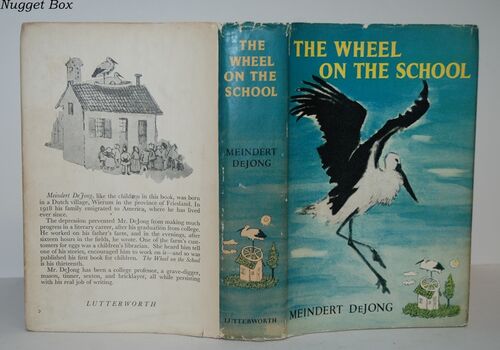 Nugget Box
Meindert DeJong, like the children in this book, was born
in a Dutch village, Wierum in the province of Friesland. In
1918 his family emigrated to America, where he has lived
ever since.
The depression prevented Mr. DeJong from making much
progress in a literary career, after his graduation from college.
He worked on his father's farm, and in the evenings, after
sixteen hours in the fields, he wrote. One of the farm's cus-
tomers for eggs was a children's librarian. She heard him tell
one of his stories, encouraged him to work on it—and so was
published his first book for children. The Wheel on the School
is his thirteenth.
Mr. DeJong has been a college professor, a grave-digger,
mason, tinner, sexton, and bricklayer, all while persisting
with his real job of writing.
LUTTERWORTH
2
THE
WHEEL
ON THE
SCHOOL
MEINDERT
DEJONG
LUTTERWORTH
THE WHEEL
ON THE SCHOOL
MEINDERT DEJONG